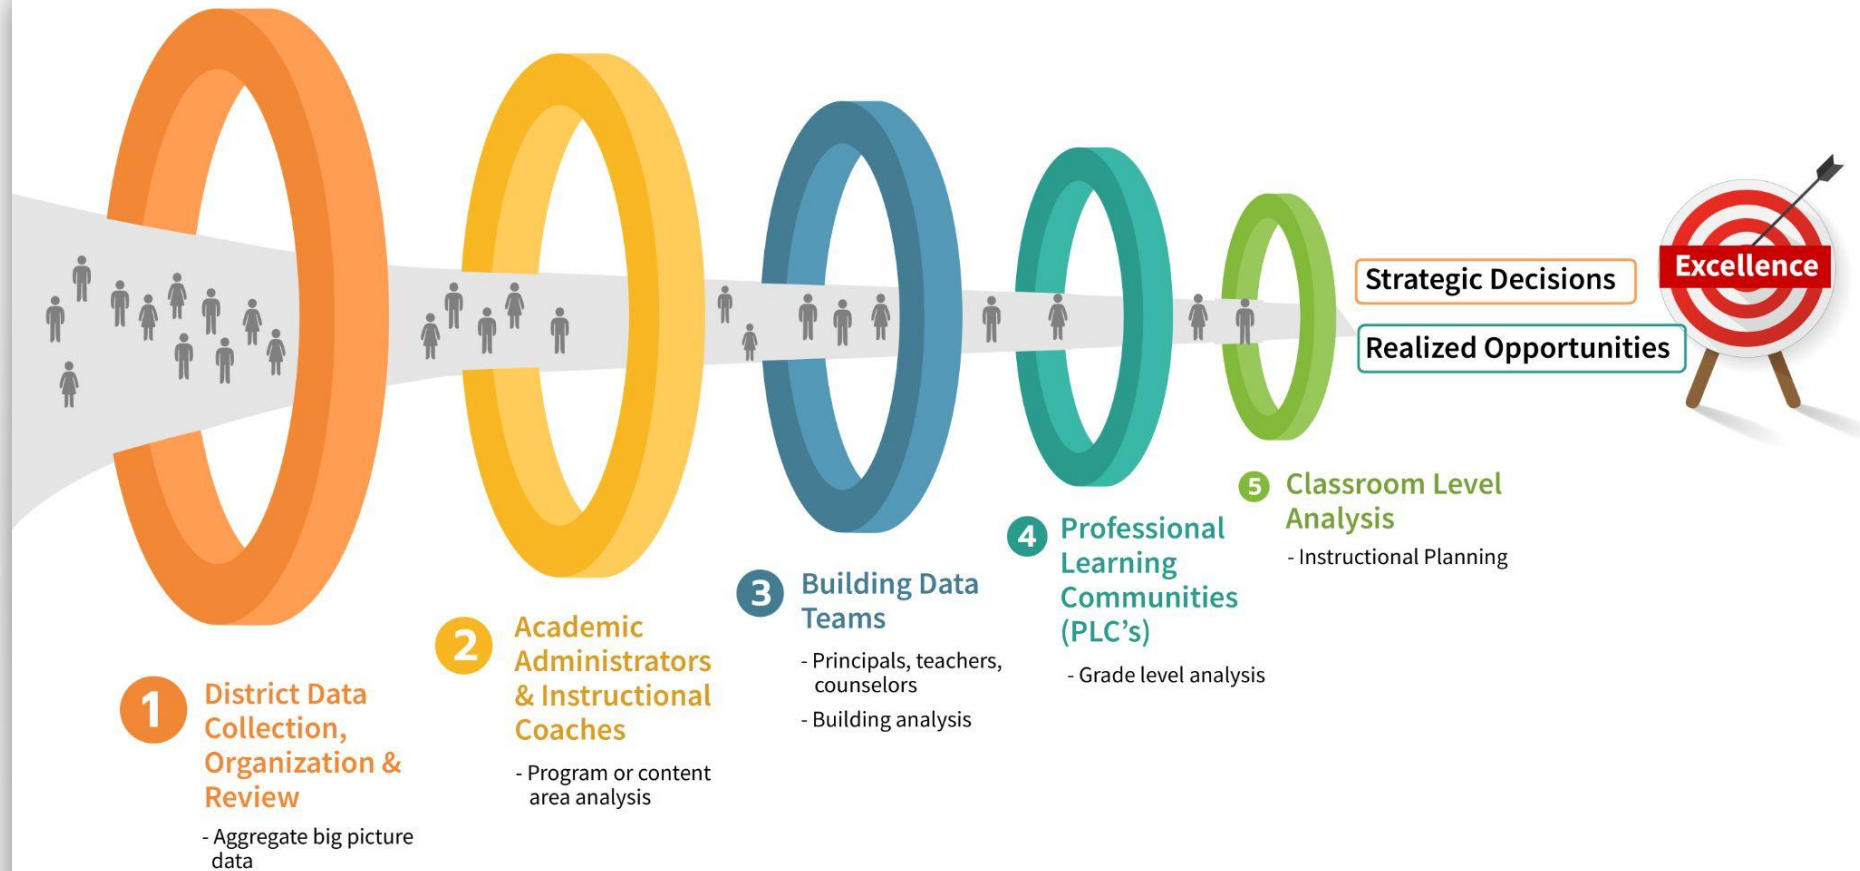 1
District Data
Collection,
Organization &
Review
- Aggregate big picture
data
2
Academic
Administrators
& Instructional
Coaches
- Program or content
area analysis
3
Building Data
Teams
- Principals, teachers,
counselors
- Building analysis
4
Professional
Learning
Communities
(PLC's)
- Grade level analysis
5
Classroom Level
Analysis
- Instructional Planning
Strategic Decisions
Realized Opportunities
Excellence